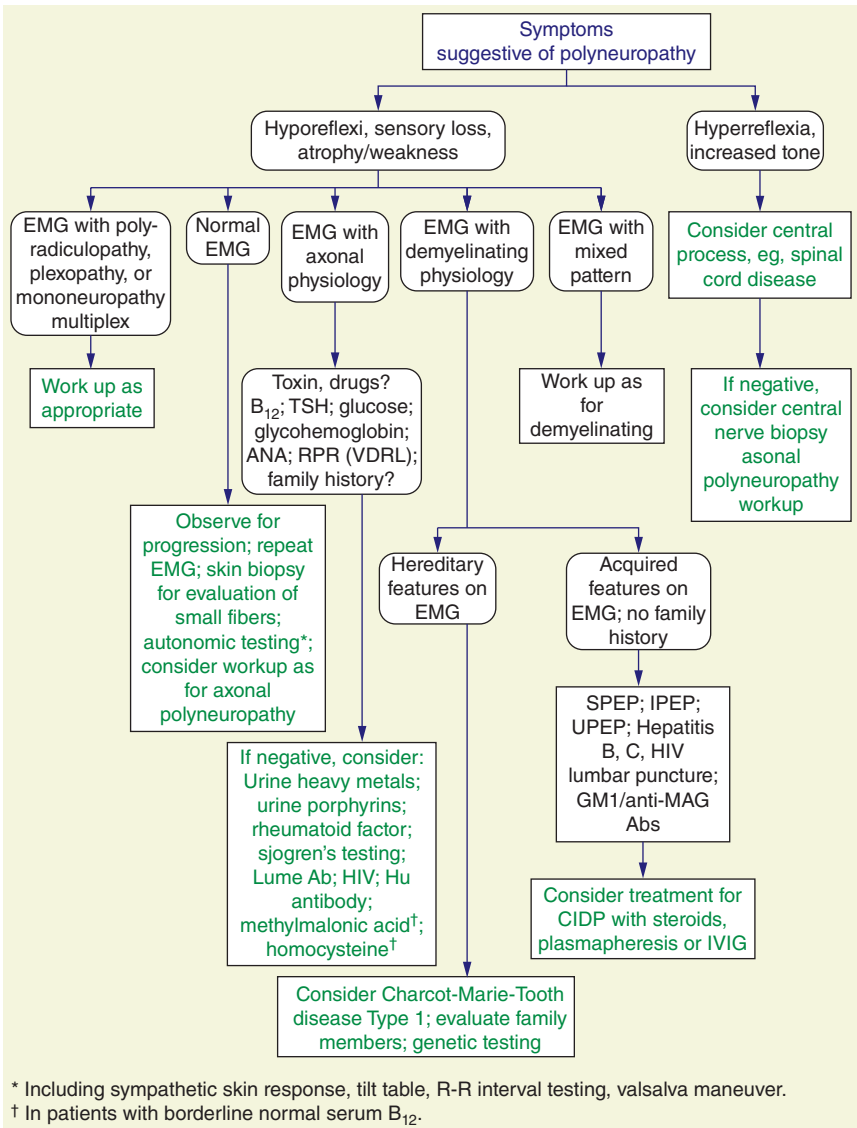 Symptoms
suggestive of polyneuropathy
Hyporeflexi, sensory loss,
atrophy/weakness
Hyperreflexia,
increased tone
EMG with poly-
radiculopathy,
plexopathy, or
mononeuropathy
multiplex
Normal
EMG
EMG with
axonal
physiology
EMG with
demyelinating
physiology
EMG with
mixed
pattern
Consider central
process, eg, spinal
cord disease
Work up as
appropriate
Toxin, drugs?
B12; TSH; glucose;
glycohemoglobin;
ANA; RPR (VDRL);
family history?
Work up as
for
demyelinating
If negative,
consider central
nerve biopsy
asonal
polyneuropathy
workup
Observe for
progression; repeat
EMG; skin biopsy
for evaluation of
small fibers;
autonomic testing*;
consider workup as
for axonal
polyneuropathy
Hereditary
features on
EMG
Acquired
features on
EMG; no family
history
SPEP; IPEP;
UPEP; Hepatitis
B, C, HIV
lumbar puncture;
GM1/anti-MAG
Abs
If negative, consider:
Urine heavy metals;
urine porphyrins;
rheumatoid factor;
sjogren's testing;
Lume Ab; HIV; Hu
antibody;
methylmalonic acid†;
homocysteine†
Consider treatment for
CIDP with steroids,
plasmapheresis or IVIG
Consider Charcot-Marie-Tooth
disease Type 1; evaluate family
members; genetic testing
* Including sympathetic skin response, tilt table, R-R interval testing, valsalva maneuver.
† In patients with borderline normal serum B12.